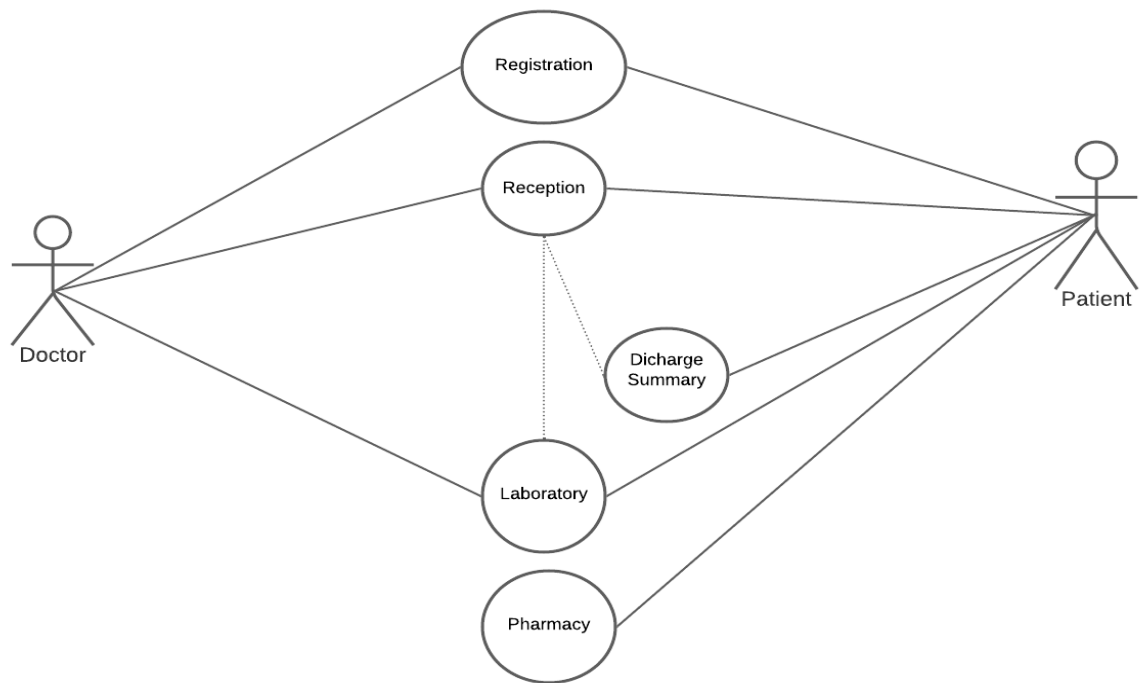 Registration
Reception
Patient
Doctor
Dicharge
Summary
Laboratory
Pharmacy